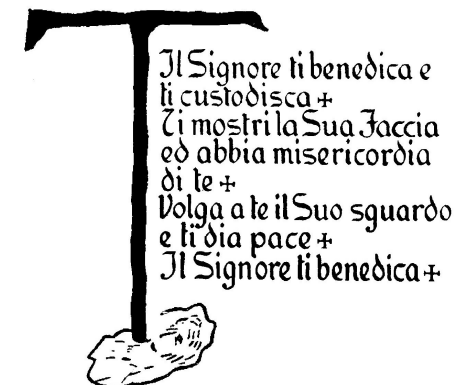 Il Signore ti benedica e
ti custodisca +
Ti mostri la Sua Faccia
ed abbia misericordia
di te +
Volga a te il Suo sguardo
e ti dia pace +
Il Signore ti benedica +